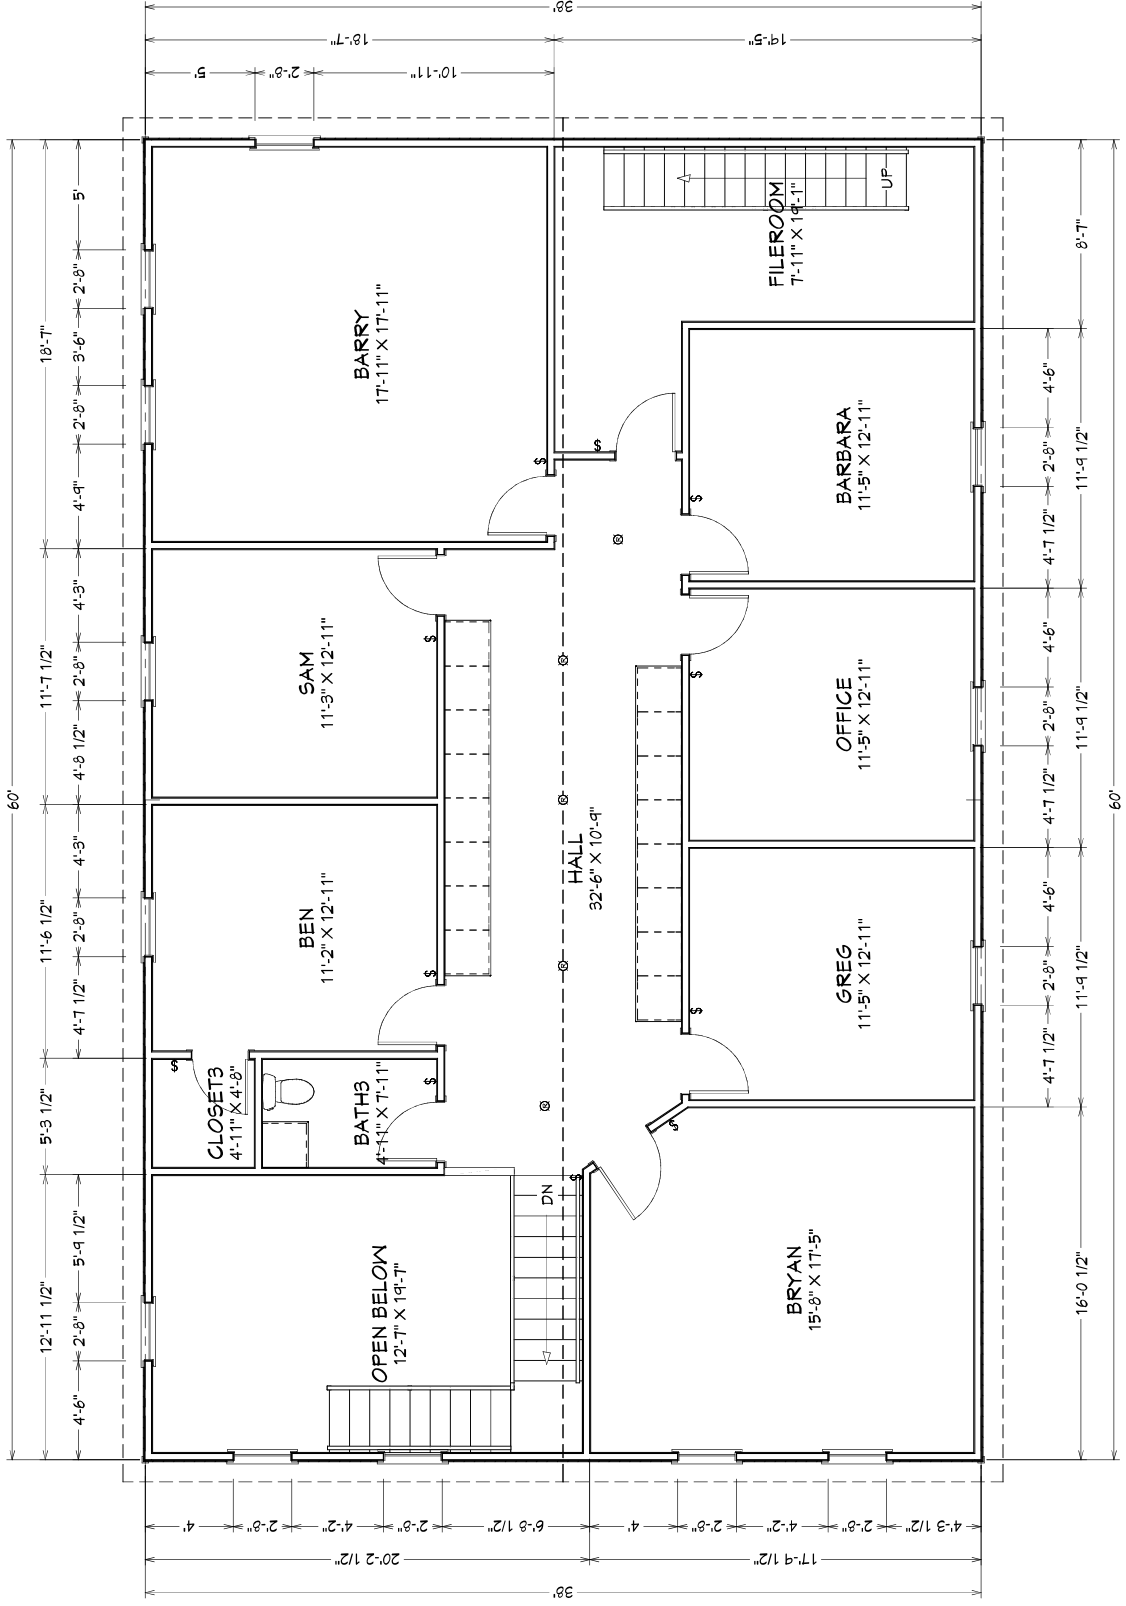 38'
18'-7"
19'-5"
5'
2'-8"
10'-11"
60'
18'-7"
11'-7 1/2"
11'-6 1/2"
5'-3 1/2"
12'-11 1/2"
5'
2'-8"
3'-6"
2'-8"
4'-9"
4'-3"
2'-8"
4'-8 1/2"
4'-3"
2'-8"
4'-7 1/2"
5'-9 1/2"
2'-8"
4'-6"
BARRY
17'-11" X 17'-11"
UP
FILEROOM
7'-11" X 19'-1"
BARBARA
11'-5" X 12'-11"
SAM
11'-3" X 12'-11"
OFFICE
11'-5" X 12'-11"
HALL
32'-6" X 10'-9"
BEN
11'-2" X 12'-11"
GREG
11'-5" X 12'-11"
CLOSET3
4'-11" X 4'-8"
BATH3
4'-11" X 7'-11"
DN
OPEN BELOW
12'-7" X 19'-7"
BRYAN
15'-8" X 17'-5"
$
$
$
$
$
$
$
$
$
$
$
8'-7"
11'-9 1/2"
11'-9 1/2"
11'-9 1/2"
16'-0 1/2"
4'-6"
2'-8"
4'-7 1/2"
4'-6"
2'-8"
4'-7 1/2"
4'-6"
2'-8"
4'-7 1/2"
60'
4'
2'-8"
4'-2"
2'-8"
6'-8 1/2"
4'
2'-8"
4'-2"
2'-8"
4'-3 1/2"
20'-2 1/2"
17'-9 1/2"
38'